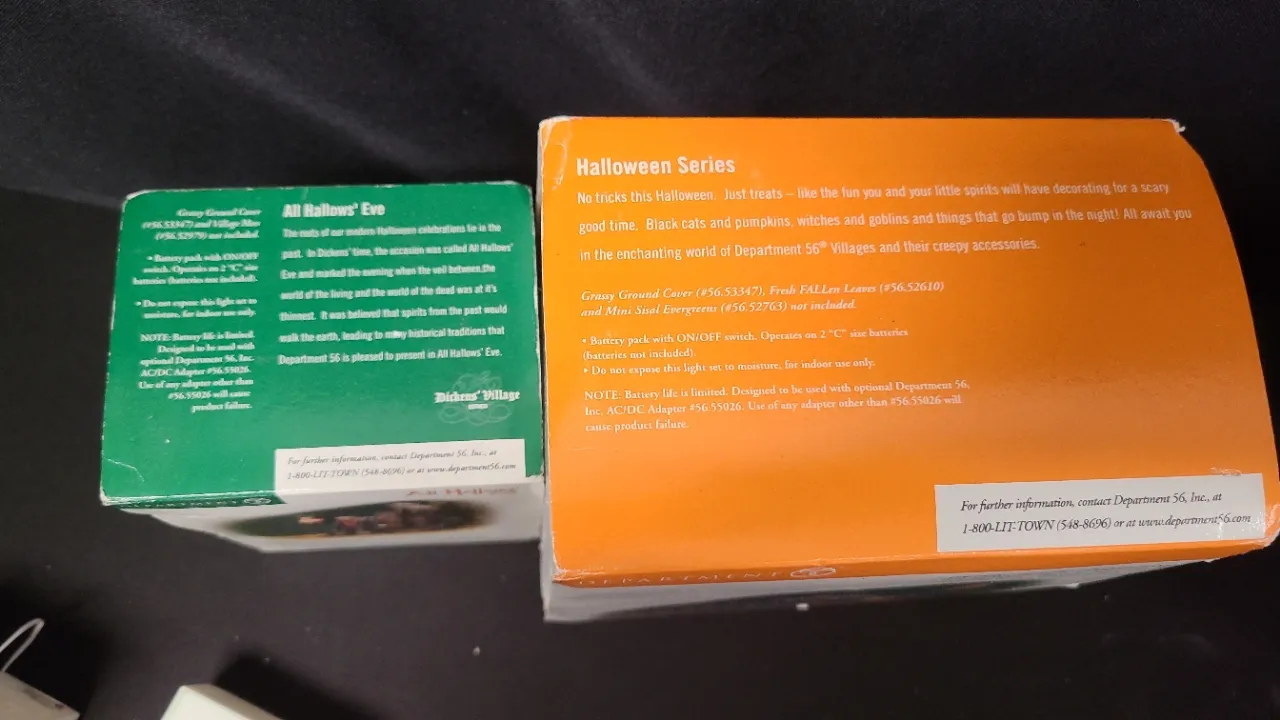 Grassy Ground Cover
(#56.53347) and Village Moss
(#56.52979) not included.
• Battery pack with ON/OFF
switch. Operates on 2 "C" size
batteries (batteries not included).
• Do not expose this light set to
moisture, for indoor use only.
NOTE: Battery life is limited.
Designed to be used with
optional Department 56, Inc.
AC/DC Adapter #56.55026.
Use of any adapter other than
#56.55026 will cause
product failure.
All Hallows' Eve
The roots of our modern Halloween celebrations lie in the
past. In Dickens' time, the occasion was called All Hallows'
Eve and marked the evening when the veil between the
world of the living and the world of the dead was at it's
thinnest. It was believed that spirits from the past would
walk the earth, leading to many historical traditions that
Department 56 is pleased to present in All Hallows' Eve.
Dickens' Village
SERIES
For further information, contact Department 56, Inc., at
1-800-LIT-TOWN (548-8696) or at www.department56.com
DEPARTMENT 56
All Hallows'
Halloween Series
No tricks this Halloween. Just treats – like the fun you and your little spirits will have decorating for a scary
good time. Black cats and pumpkins, witches and goblins and things that go bump in the night! All await you
in the enchanting world of Department 56® Villages and their creepy accessories.
Grassy Ground Cover (#56.53347), Fresh FALLen Leaves (#56.52610)
and Mini Sisal Evergreens (#56.52763) not included.
• Battery pack with ON/OFF switch. Operates on 2 "C" size batteries
(batteries not included).
• Do not expose this light set to moisture, for indoor use only.
NOTE: Battery life is limited. Designed to be used with optional Department 56,
Inc. AC/DC Adapter #56.55026. Use of any adapter other than #56.55026 will
cause product failure.
For further information, contact Department 56, Inc., at
1-800-LIT-TOWN (548-8696) or at www.department56.com
DEPARTMENT 56